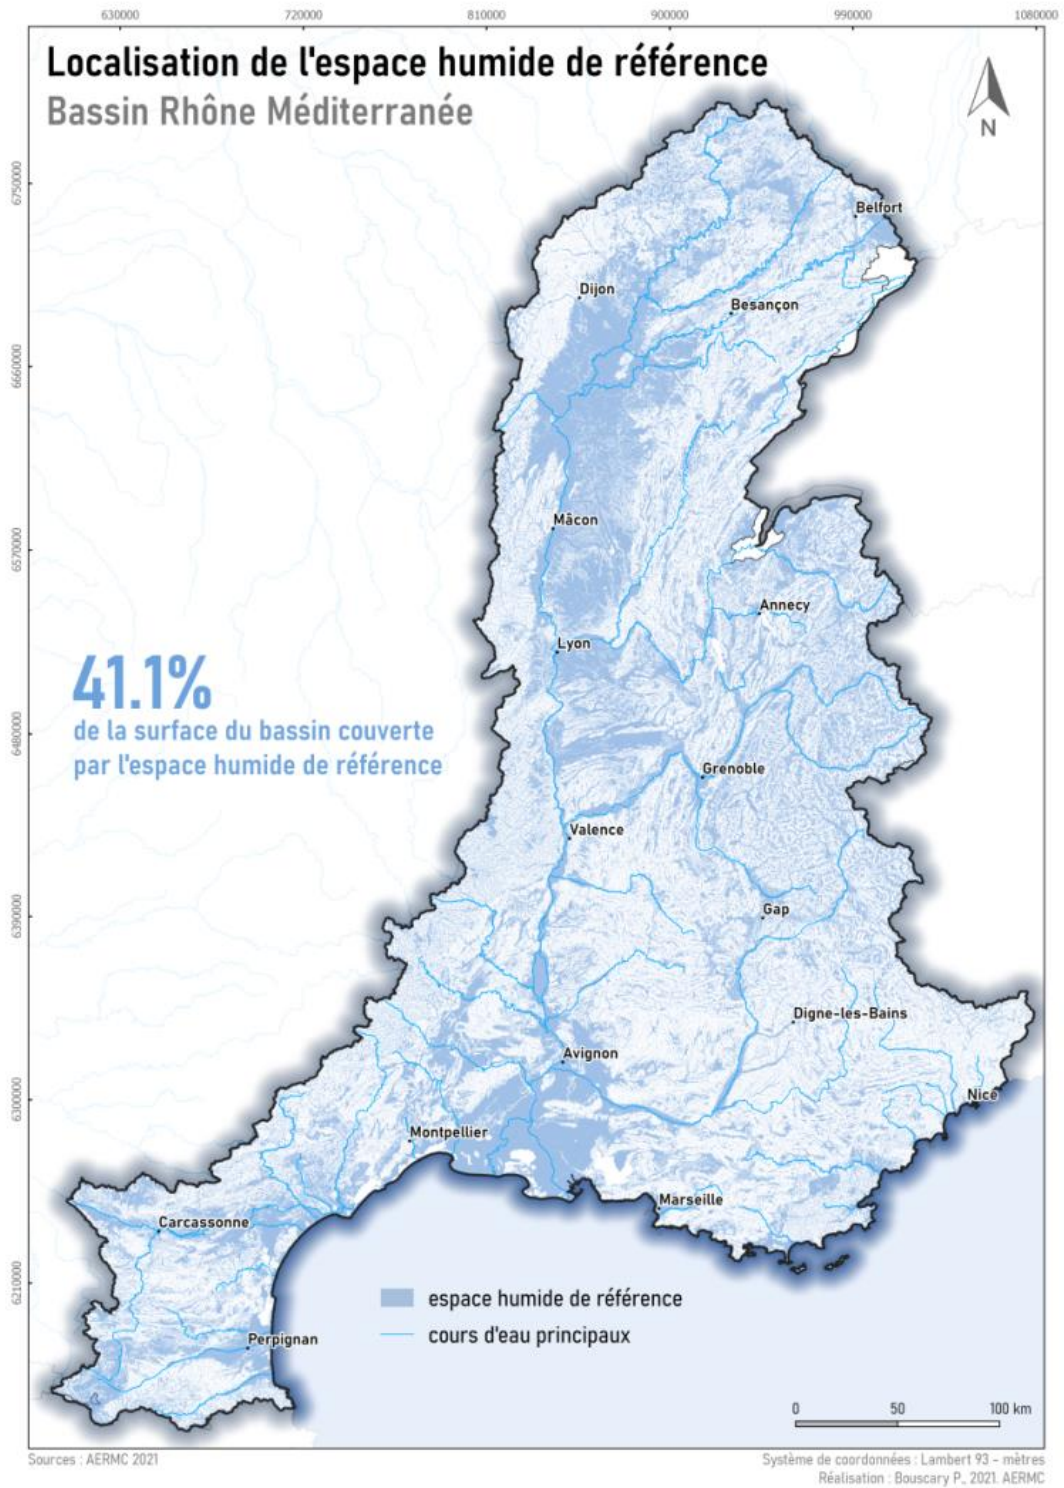 630000 720000 810000 900000 990000 1080000
Localisation de l'espace humide de référence
Bassin Rhône Méditerranée
N
6750000
Belfort
Dijon
Besançon
6660000
Mâcon
6570000
Annecy
Lyon
41.1%
de la surface du bassin couverte
par l'espace humide de référence
6480000
Grenoble
Valence
6390000
Gap
Digne-les-Bains
Avignon
6300000
Nice
Montpellier
Marseille
Carcassonne
6210000
espace humide de référence
cours d'eau principaux
Perpignan
0 50 100 km
Sources : AERMC 2021
Système de coordonnées : Lambert 93 - mètres
Réalisation : Bouscary P., 2021. AERMC